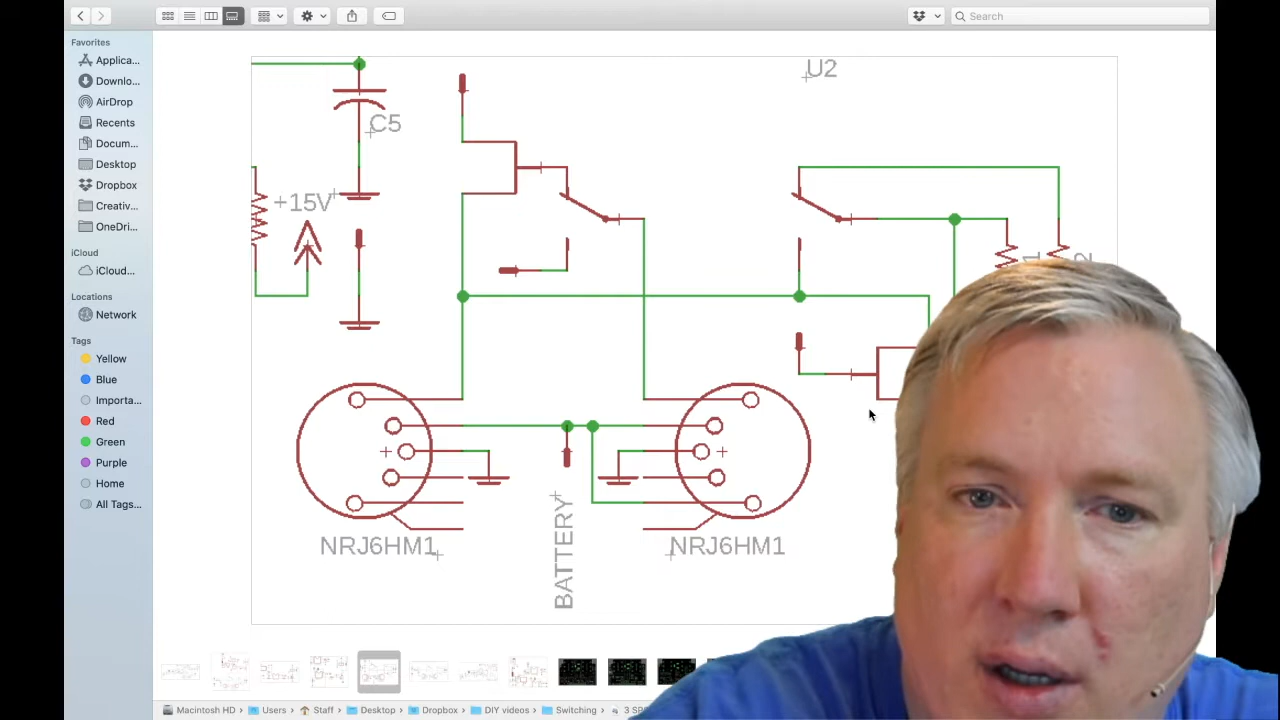 Search
Favorites
Applica...
Downlo...
AirDrop
Recents
Docum...
Desktop
Dropbox
Creativ...
OneDri...
iCloud
iCloud...
Locations
Network
Tags
Yellow
Blue
Importa...
Red
Green
Purple
Home
All Tags...
U2
C5
+15V
1
2
NRJ6HM1
BATTERY
NRJ6HM1
Macintosh HD › Users › Staff › Desktop › Dropbox › DIY videos › Switching ›